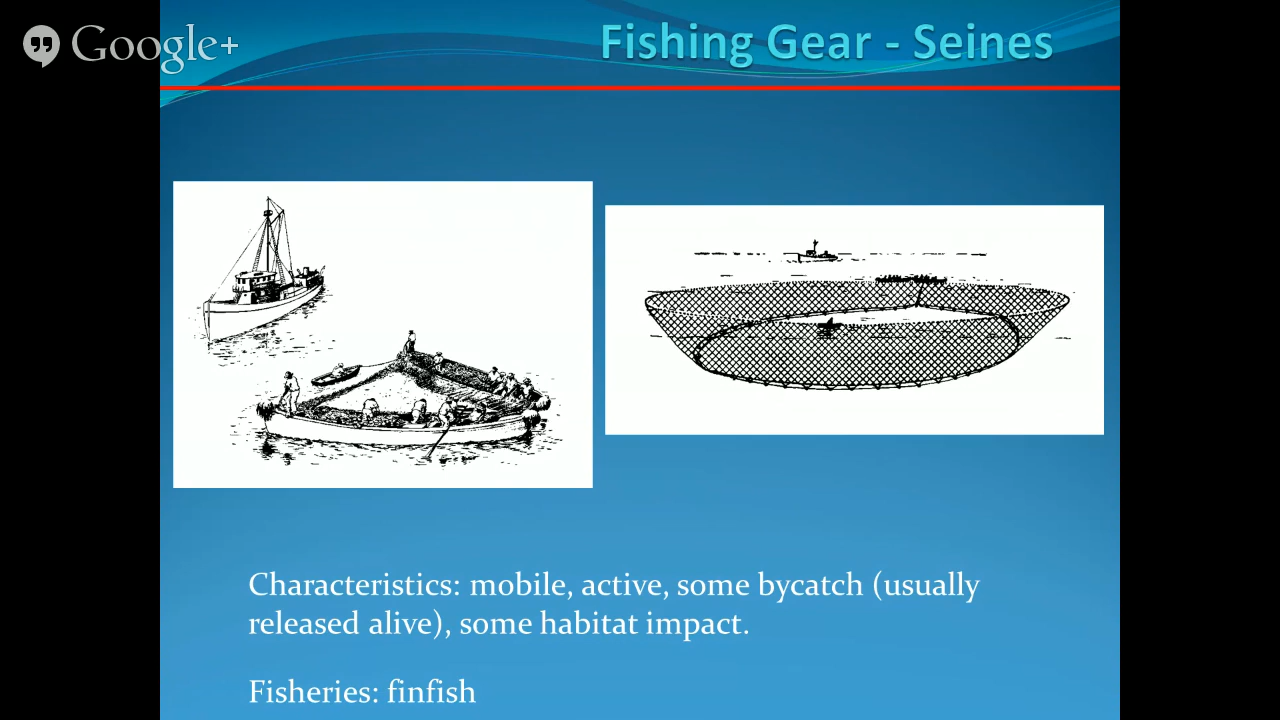 Google+
Fishing Gear - Seines
Characteristics: mobile, active, some bycatch (usually
released alive), some habitat impact.
Fisheries: finfish